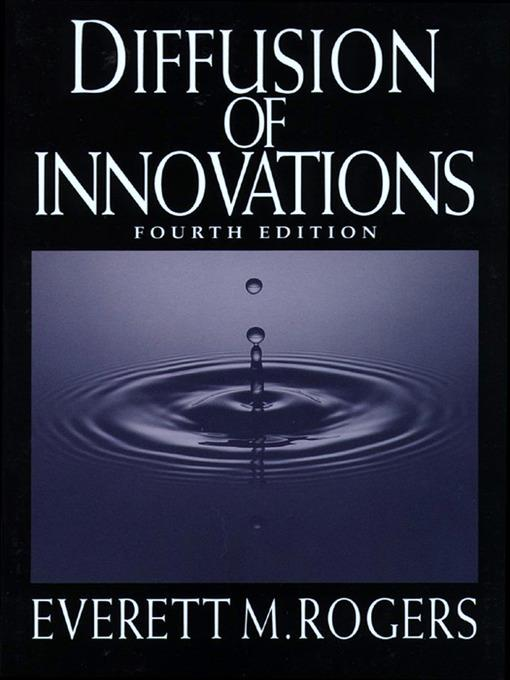 DIFFUSION
OF
INNOVATIONS
FOURTH EDITION
EVERETT M. ROGERS